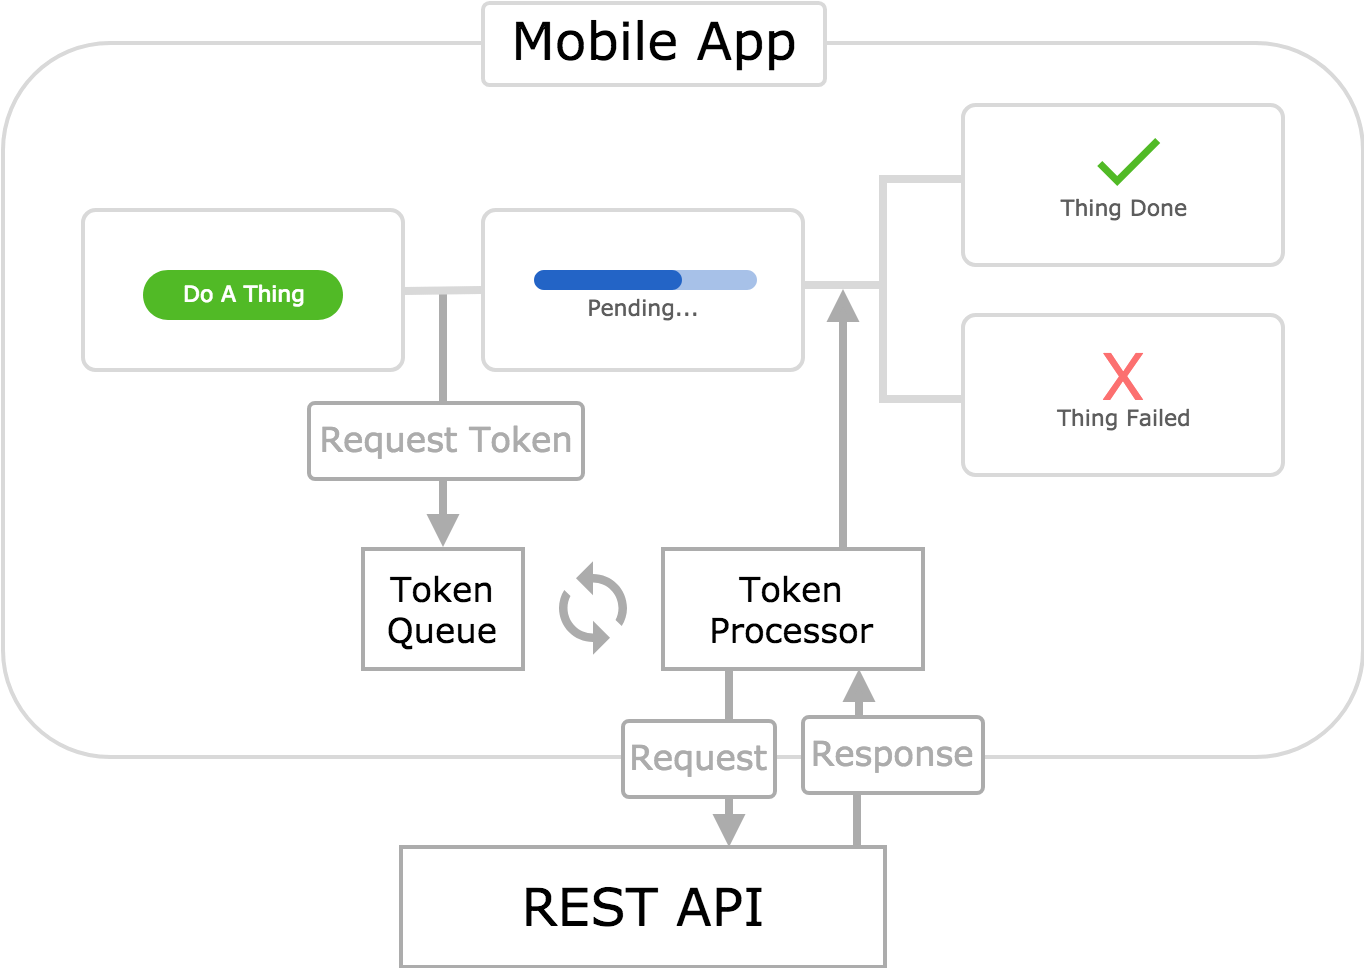 Mobile App
Thing Done
Do A Thing
Pending...
Thing Failed
Request Token
Token
Queue
Token
Processor
Request
Response
REST API